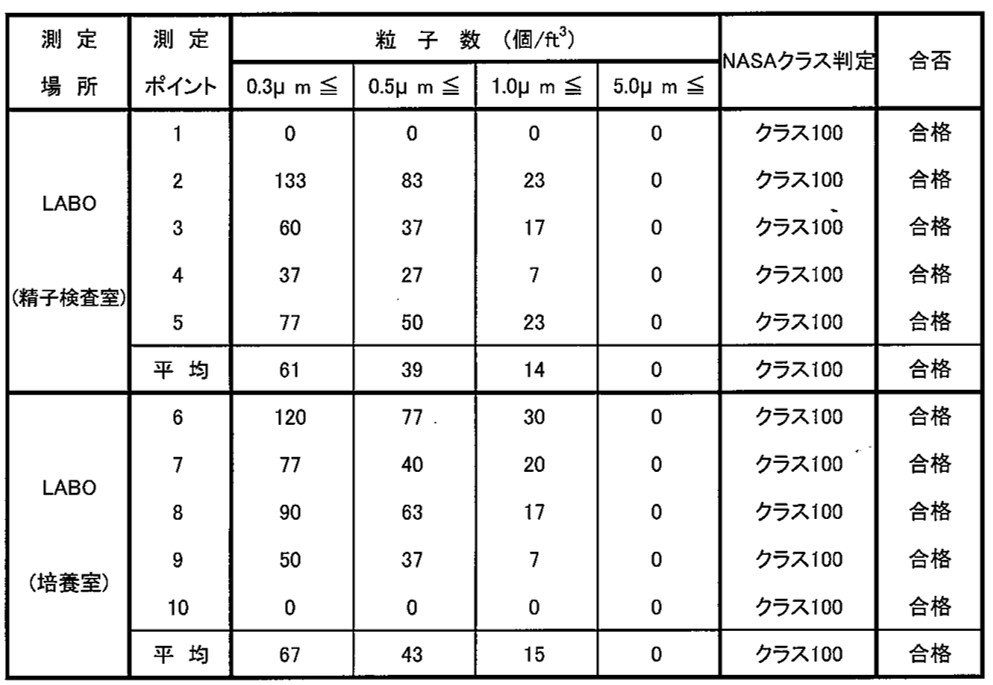 測 定 場 所 測 定 ポイント 粒 子 数 (個/ft³) NASAクラス判定 合否
0.3μ m ≦ 0.5μ m ≦ 1.0μ m ≦ 5.0μ m ≦
LABO (精子検査室)
1 0 0 0 0 クラス100 合格
2 133 83 23 0 クラス100 合格
3 60 37 17 0 クラス100 合格
4 37 27 7 0 クラス100 合格
5 77 50 23 0 クラス100 合格
平 均 61 39 14 0 クラス100 合格
LABO (培養室)
6 120 77 30 0 クラス100 合格
7 77 40 20 0 クラス100 合格
8 90 63 17 0 クラス100 合格
9 50 37 7 0 クラス100 合格
10 0 0 0 0 クラス100 合格
平 均 67 43 15 0 クラス100 合格